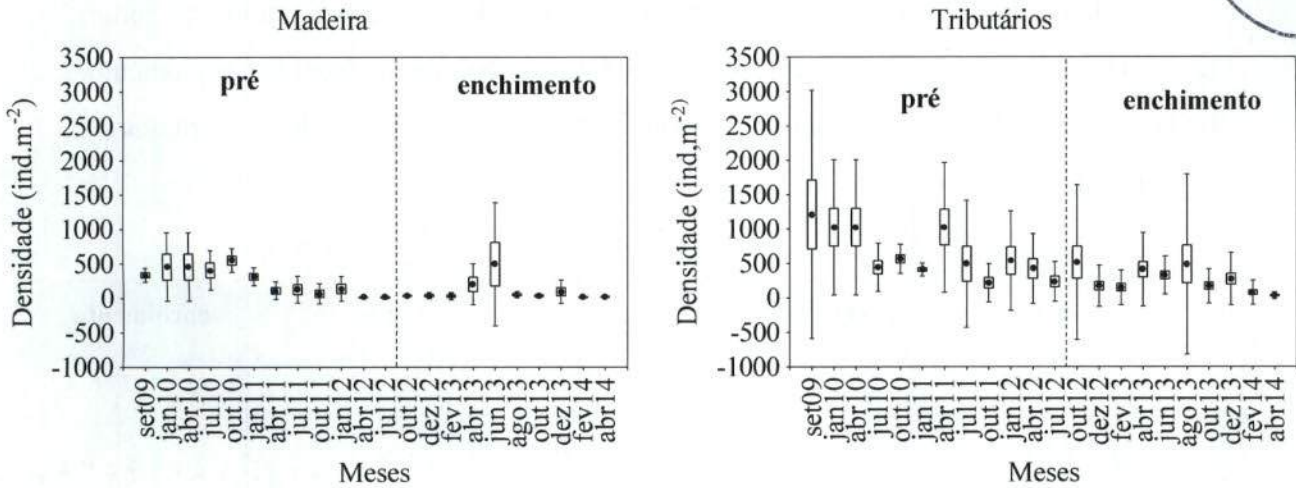 Madeira
Densidade (ind.m⁻²)
3500
3000
2500
2000
1500
1000
500
0
-500
-1000
pré
enchimento
set09
jan10
abr10
jul10
out10
jan11
abr11
jul11
out11
jan12
abr12
jul12
out12
dez12
fev13
abr13
jun13
ago13
out13
dez13
fev14
abr14
Meses
Tributários
Densidade (ind,m⁻²)
3500
3000
2500
2000
1500
1000
500
0
-500
-1000
pré
enchimento
set09
jan10
abr10
jul10
out10
jan11
abr11
jul11
out11
jan12
abr12
jul12
out12
dez12
fev13
abr13
jun13
ago13
out13
dez13
fev14
abr14
Meses